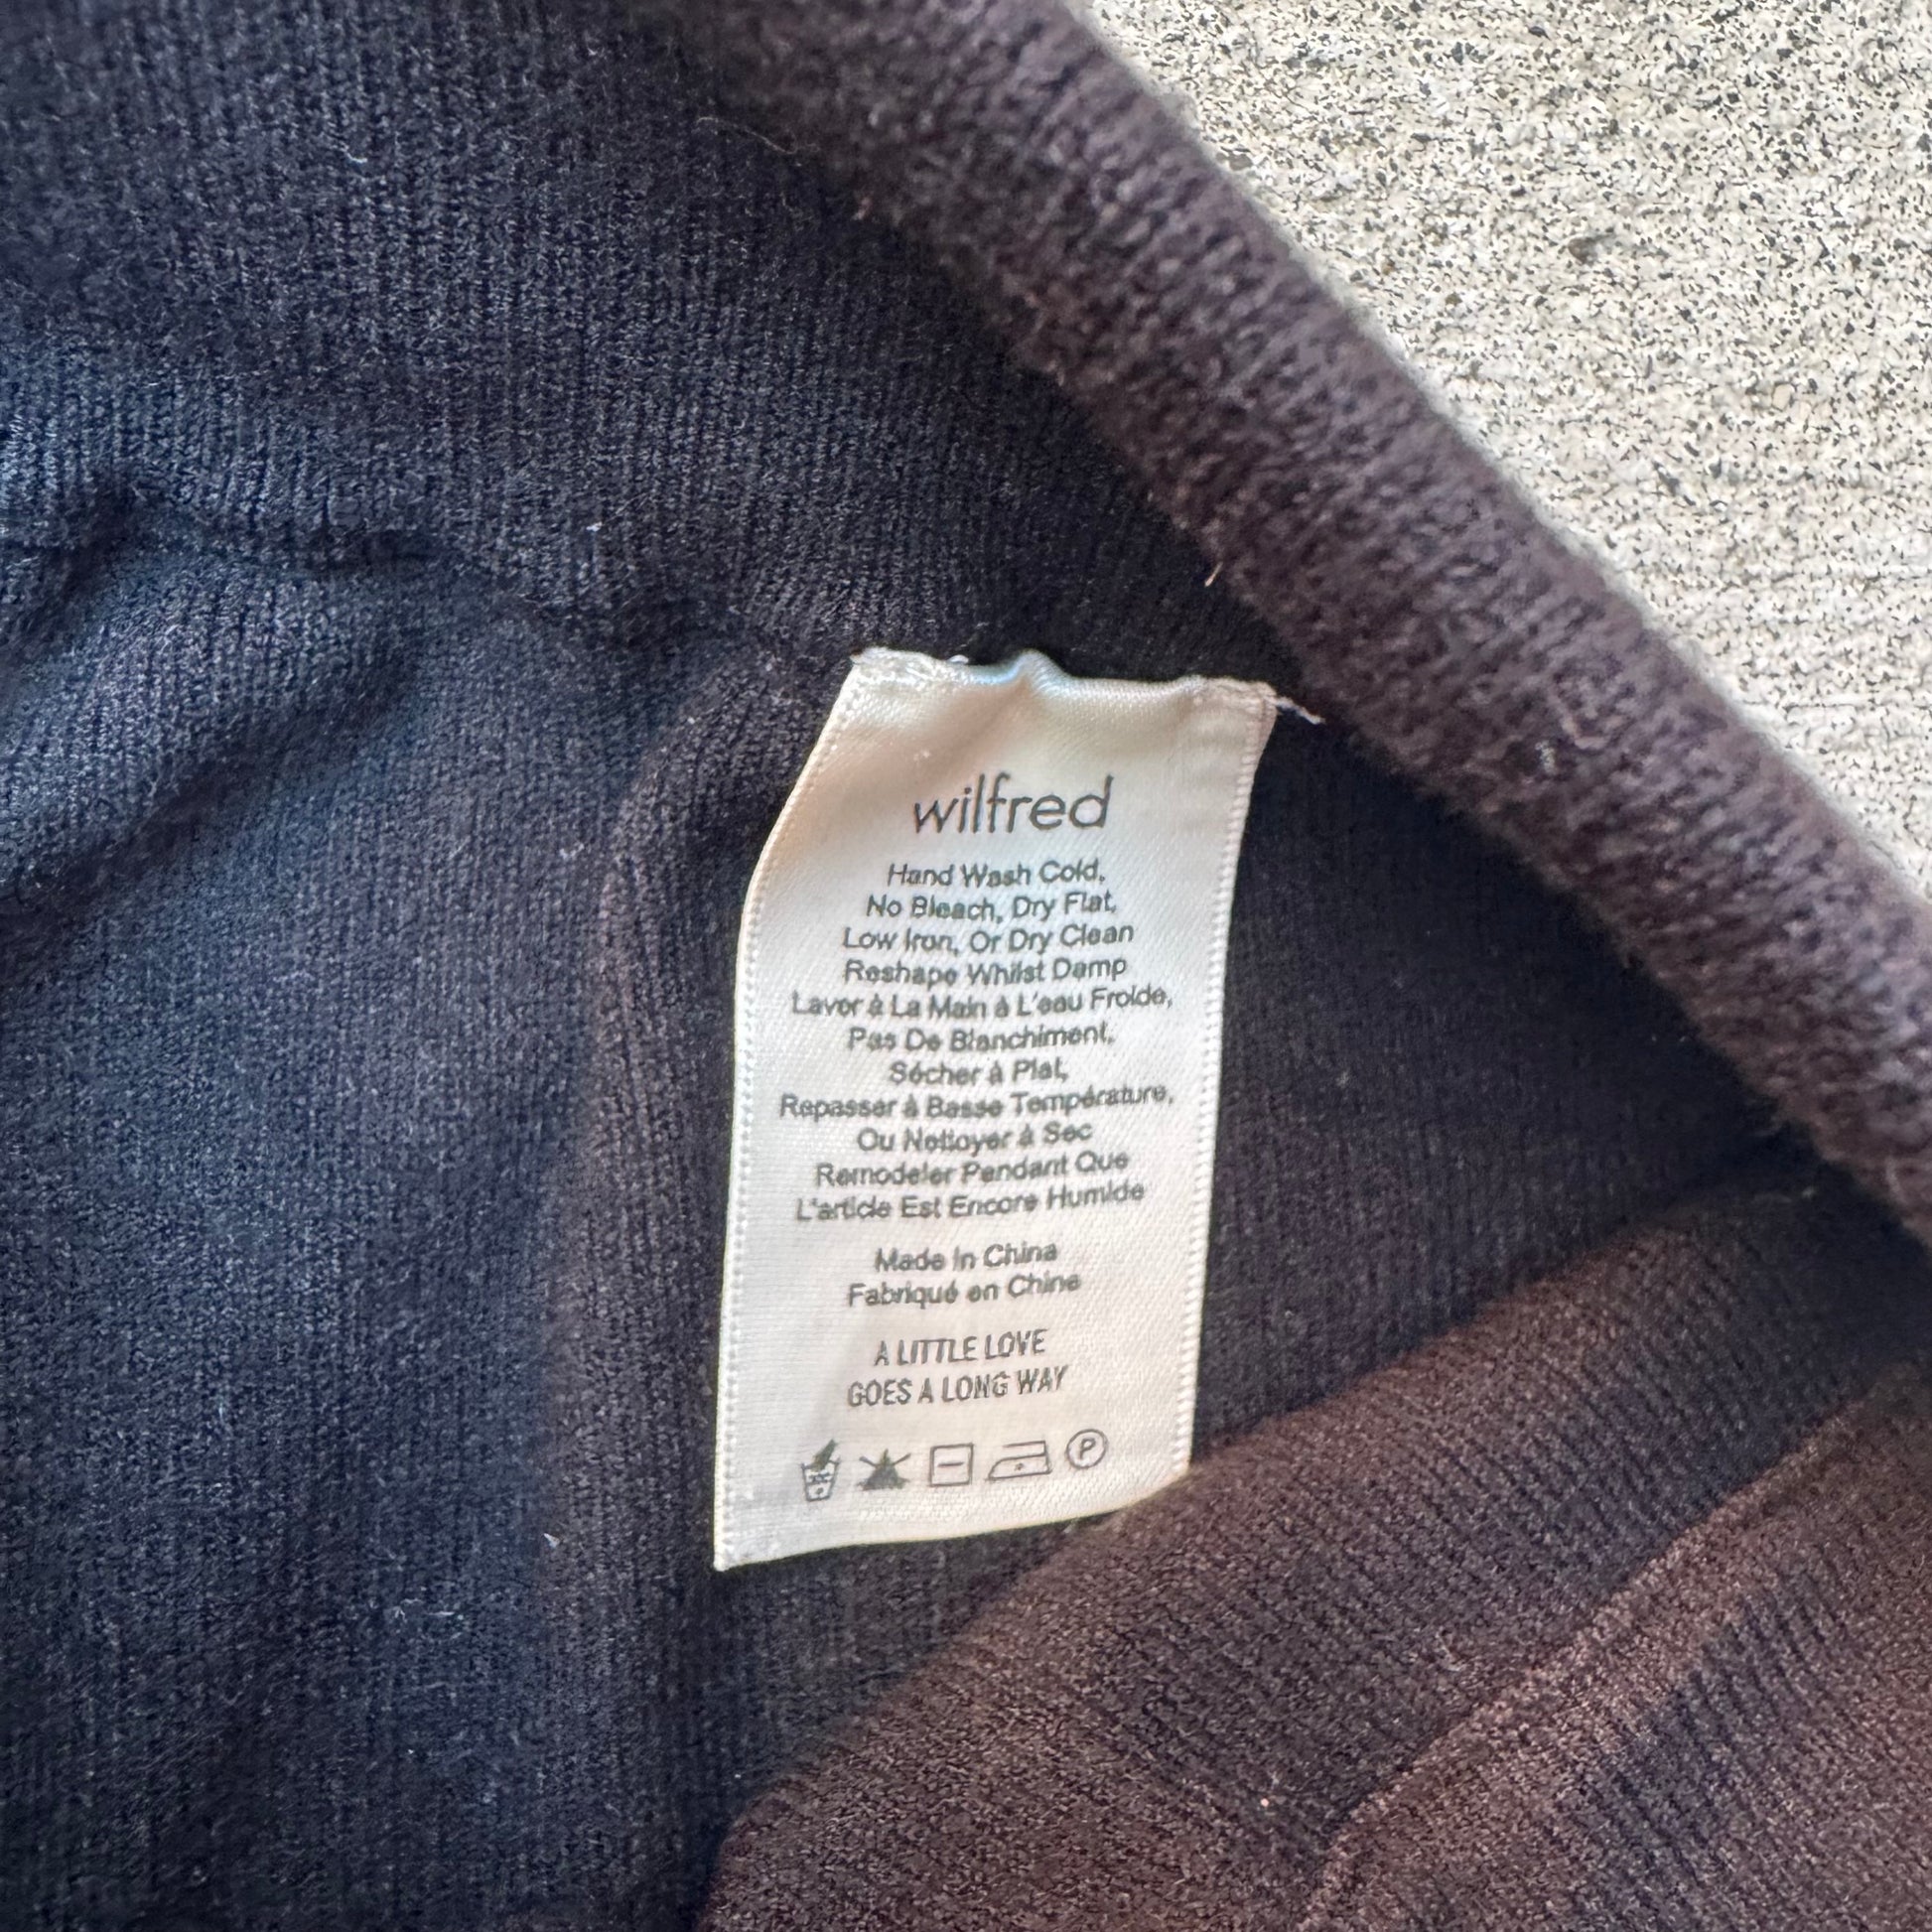 wilfred
Hand Wash Cold,
No Bleach, Dry Flat,
Low Iron, Or Dry Clean
Reshape Whilst Damp
Laver à La Main à L'eau Froide,
Pas De Blanchiment,
Sécher à Plat,
Repasser à Basse Température,
Ou Nettoyer à Sec
Remodeler Pendant Que
L'article Est Encore Humide
Made In China
Fabriqué en Chine
A LITTLE LOVE
GOES A LONG WAY
P